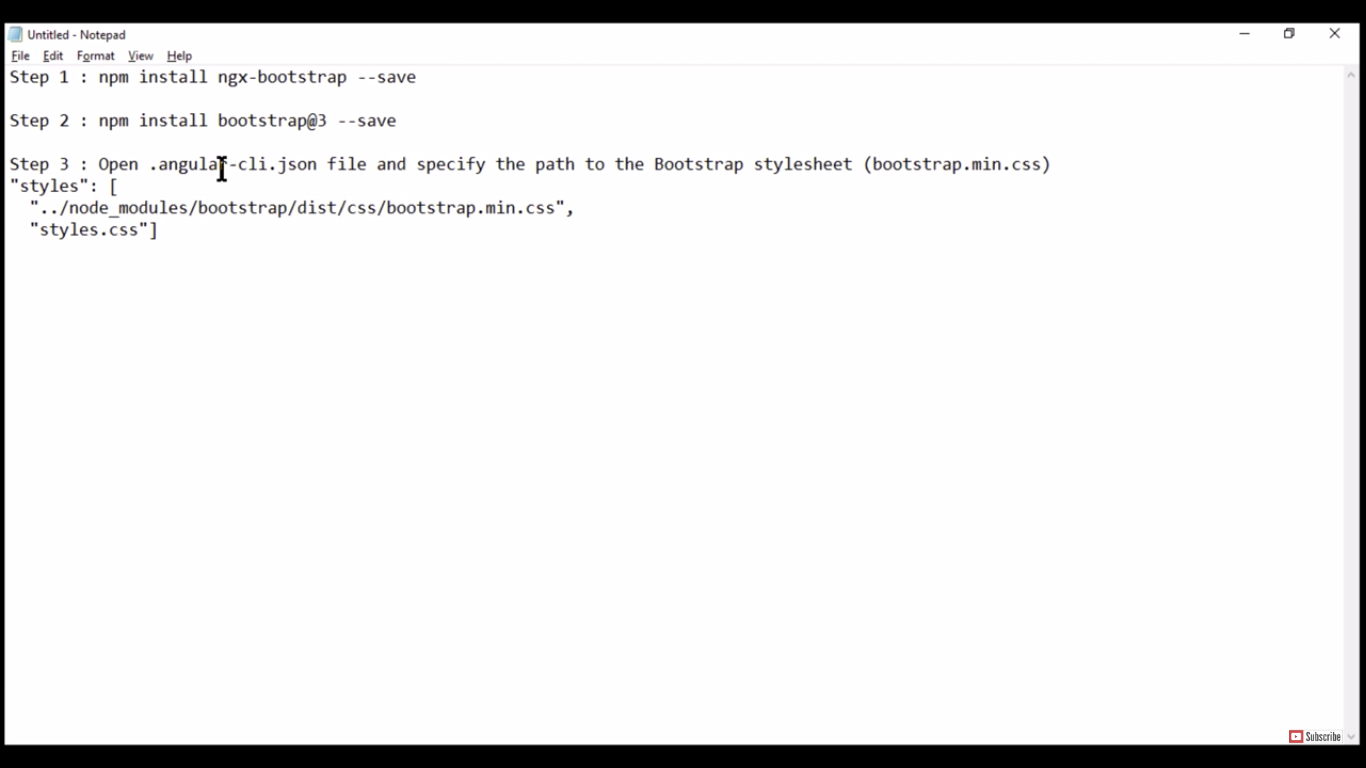 Untitled - Notepad
File Edit Format View Help
Step 1 : npm install ngx-bootstrap --save
Step 2 : npm install bootstrap@3 --save
Step 3 : Open .angular-cli.json file and specify the path to the Bootstrap stylesheet (bootstrap.min.css)
"styles": [
"../node_modules/bootstrap/dist/css/bootstrap.min.css",
"styles.css"]
Subscribe